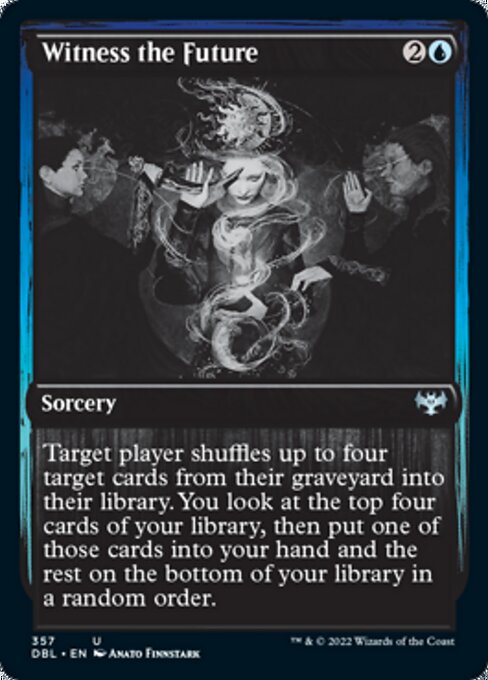 Witness the Future 2
Sorcery
Target player shuffles up to four
target cards from their graveyard into
their library. You look at the top four
cards of your library, then put one of
those cards into your hand and the
rest on the bottom of your library in
a random order.
357 U
DBL • EN Anato Finnstark
™ & © 2022 Wizards of the Coast